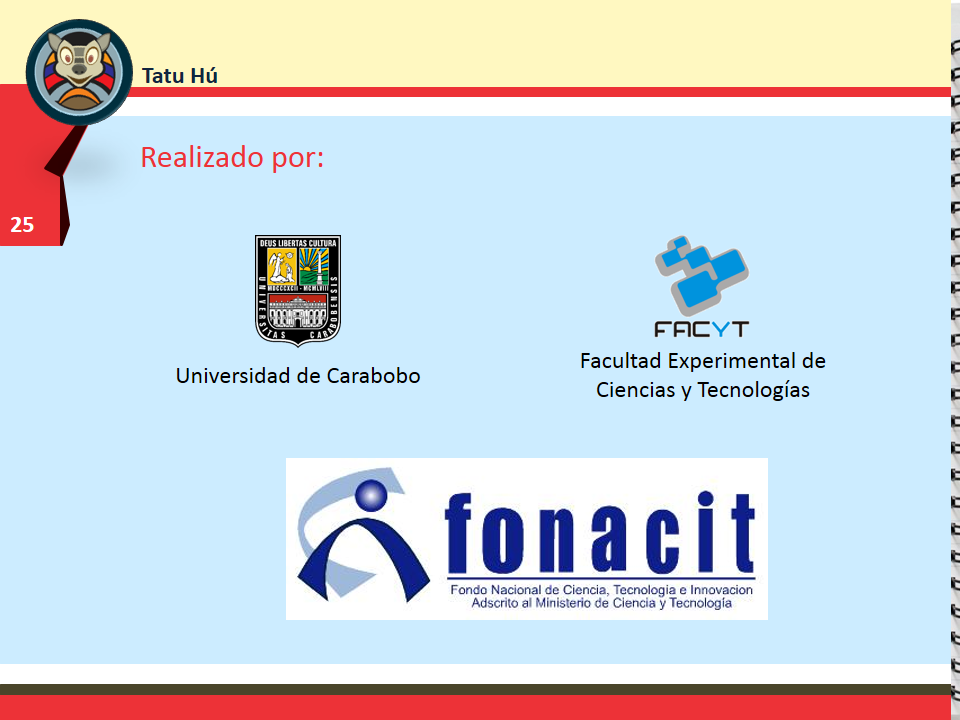 Tatu Hú
Realizado por:
25
DEUS LIBERTAS CULTURA
MDCCCXCII - MCMLVIII
UNIVERSITAS CARABOBENSIS
Universidad de Carabobo
FACYT
Facultad Experimental de
Ciencias y Tecnologías
fonacit
Fondo Nacional de Ciencia, Tecnologia e Innovacion
Adscrito al Ministerio de Ciencia y Tecnología